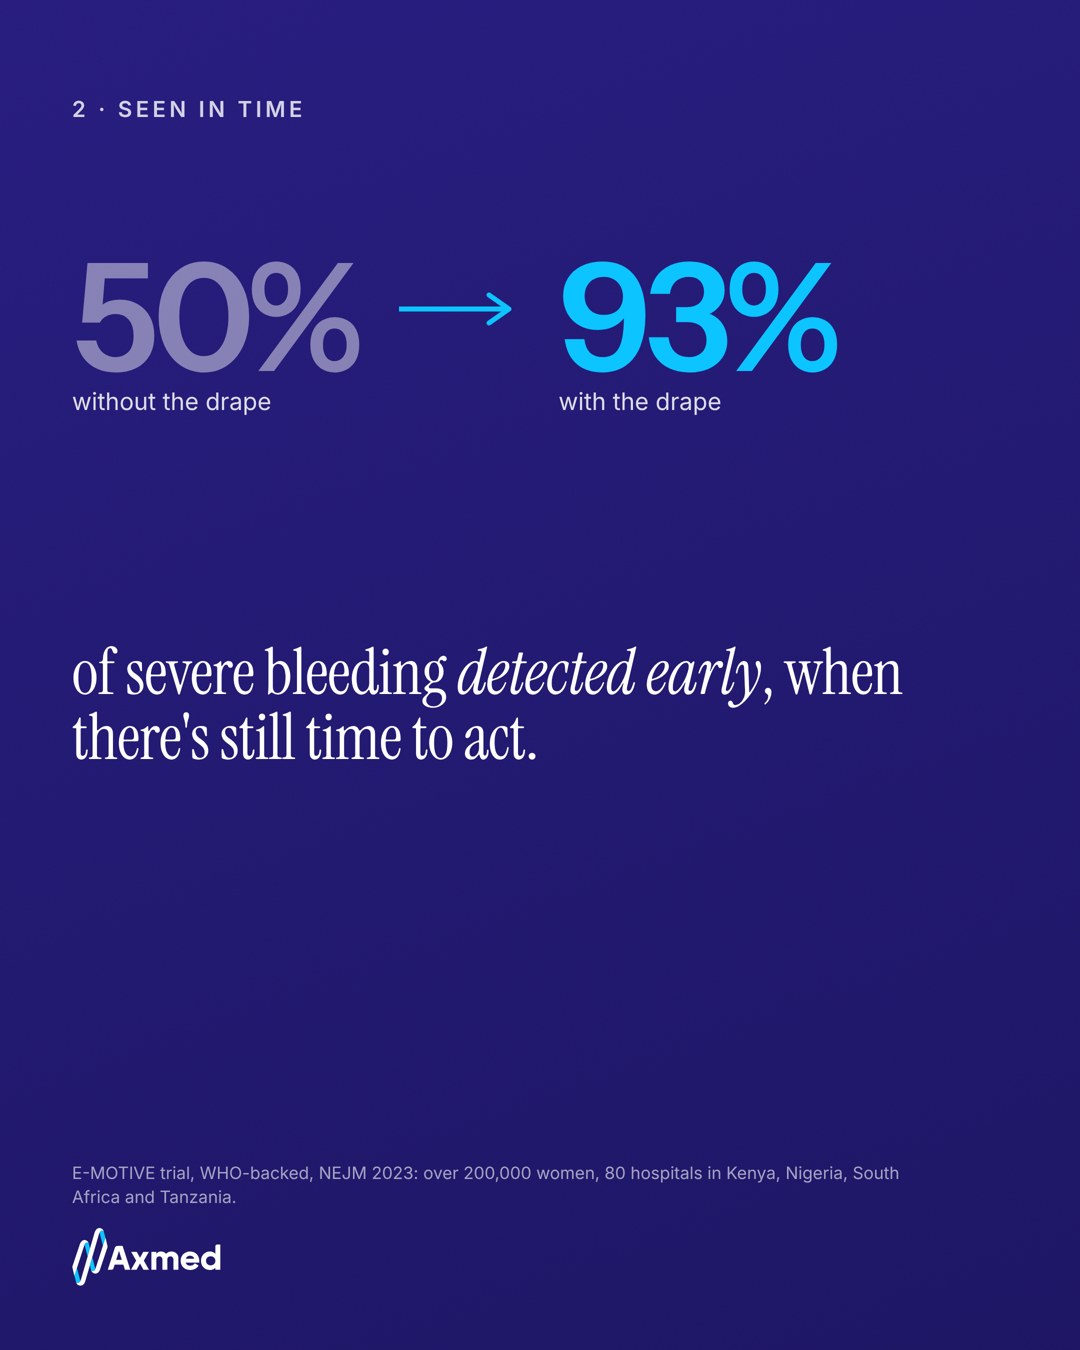 2 · SEEN IN TIME
50% → 93%
without the drape
with the drape
of severe bleeding detected early, when
there's still time to act.
E-MOTIVE trial, WHO-backed, NEJM 2023: over 200,000 women, 80 hospitals in Kenya, Nigeria, South
Africa and Tanzania.
Axmed